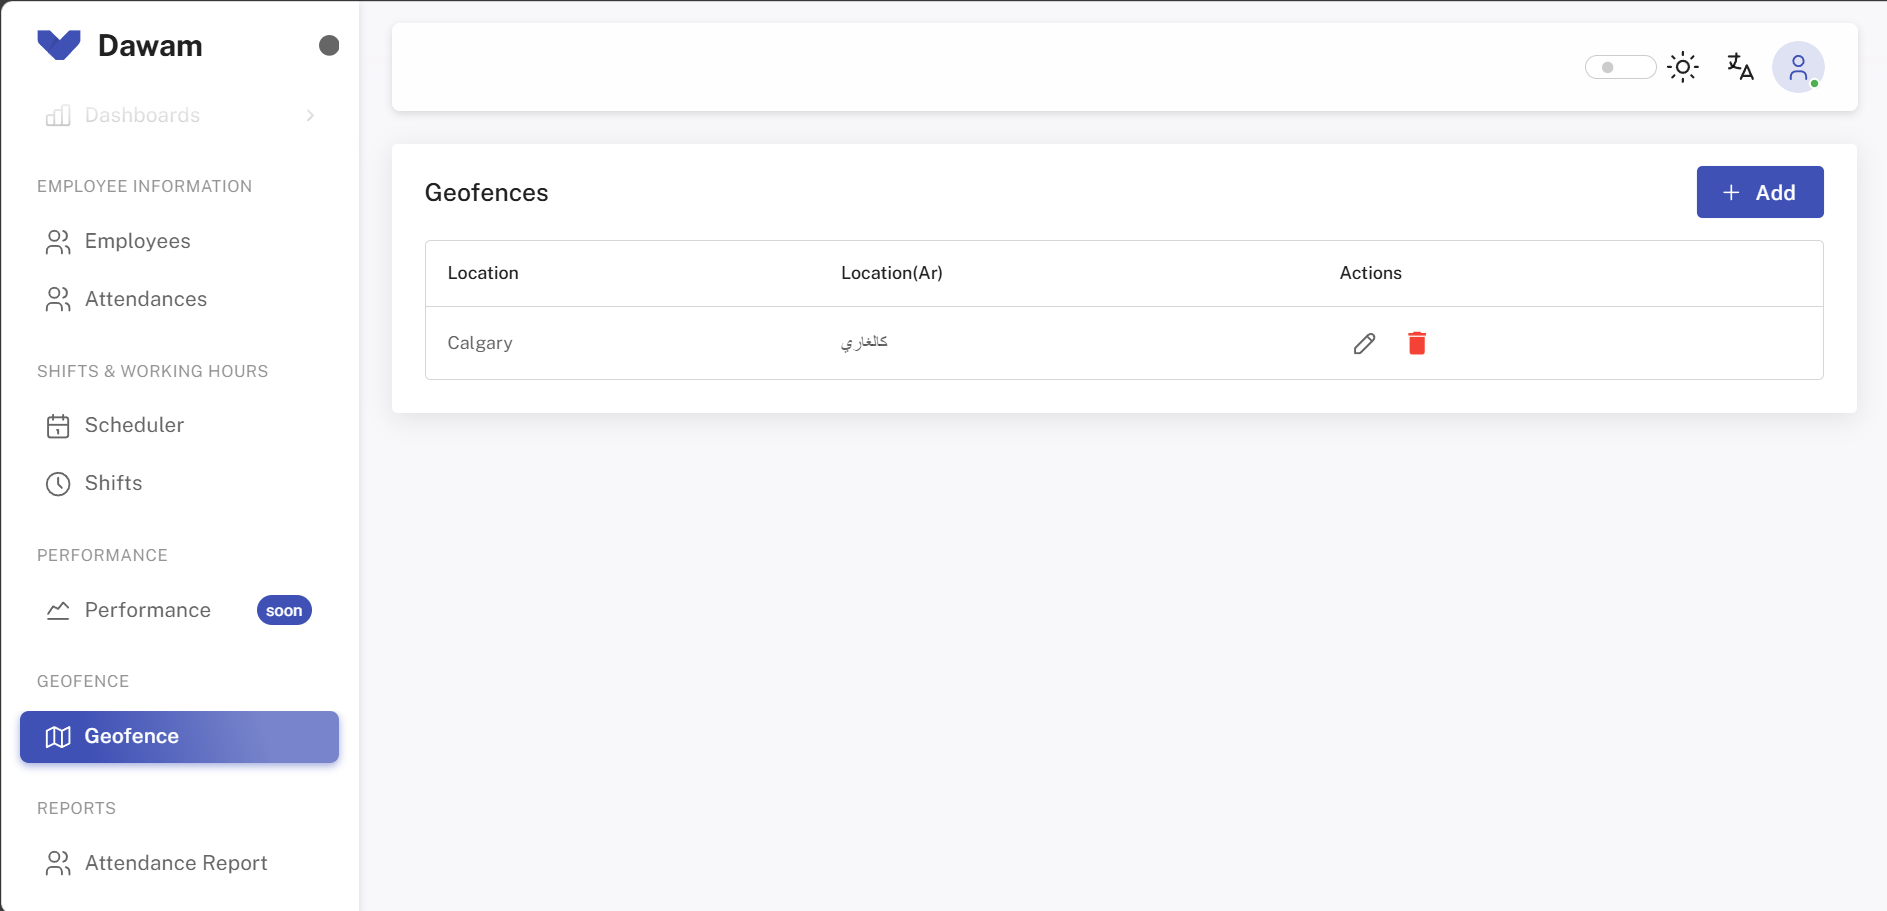 Dawam
Dashboards
EMPLOYEE INFORMATION
Employees
Attendances
SHIFTS & WORKING HOURS
Scheduler
Shifts
PERFORMANCE
Performance soon
GEOFENCE
Geofence
REPORTS
Attendance Report
Geofences
Add
Location Location(Ar) Actions
Calgary كالغاري